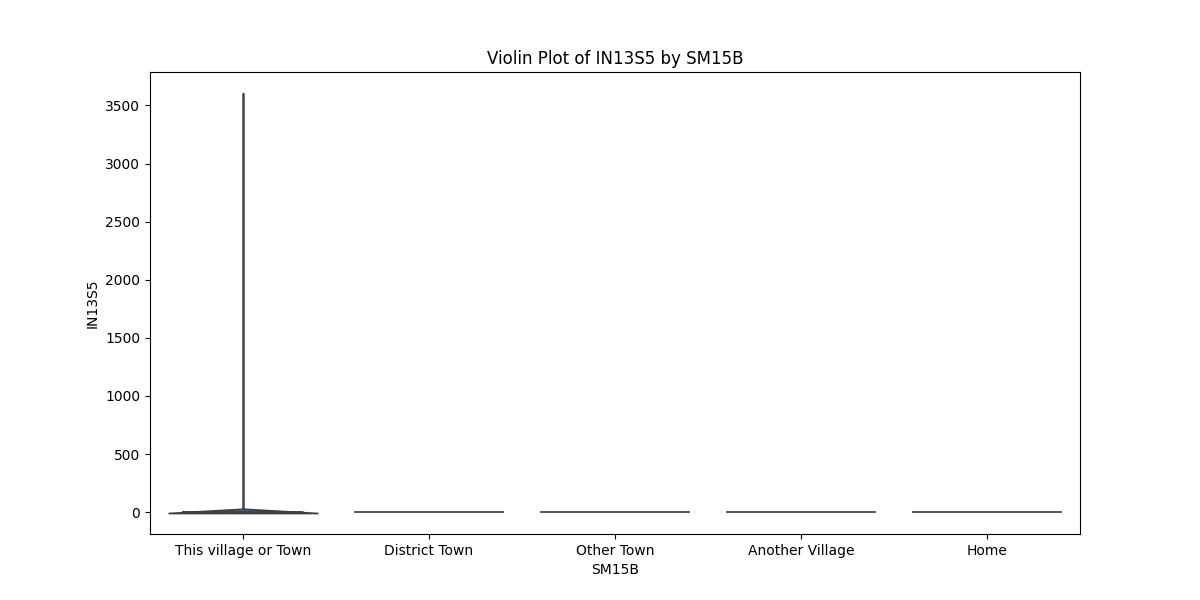 Violin Plot of IN13S5 by SM15B
3500
3000
2500
2000
1500
1000
500
0
IN13S5
This village or Town
District Town
Other Town
Another Village
Home
SM15B